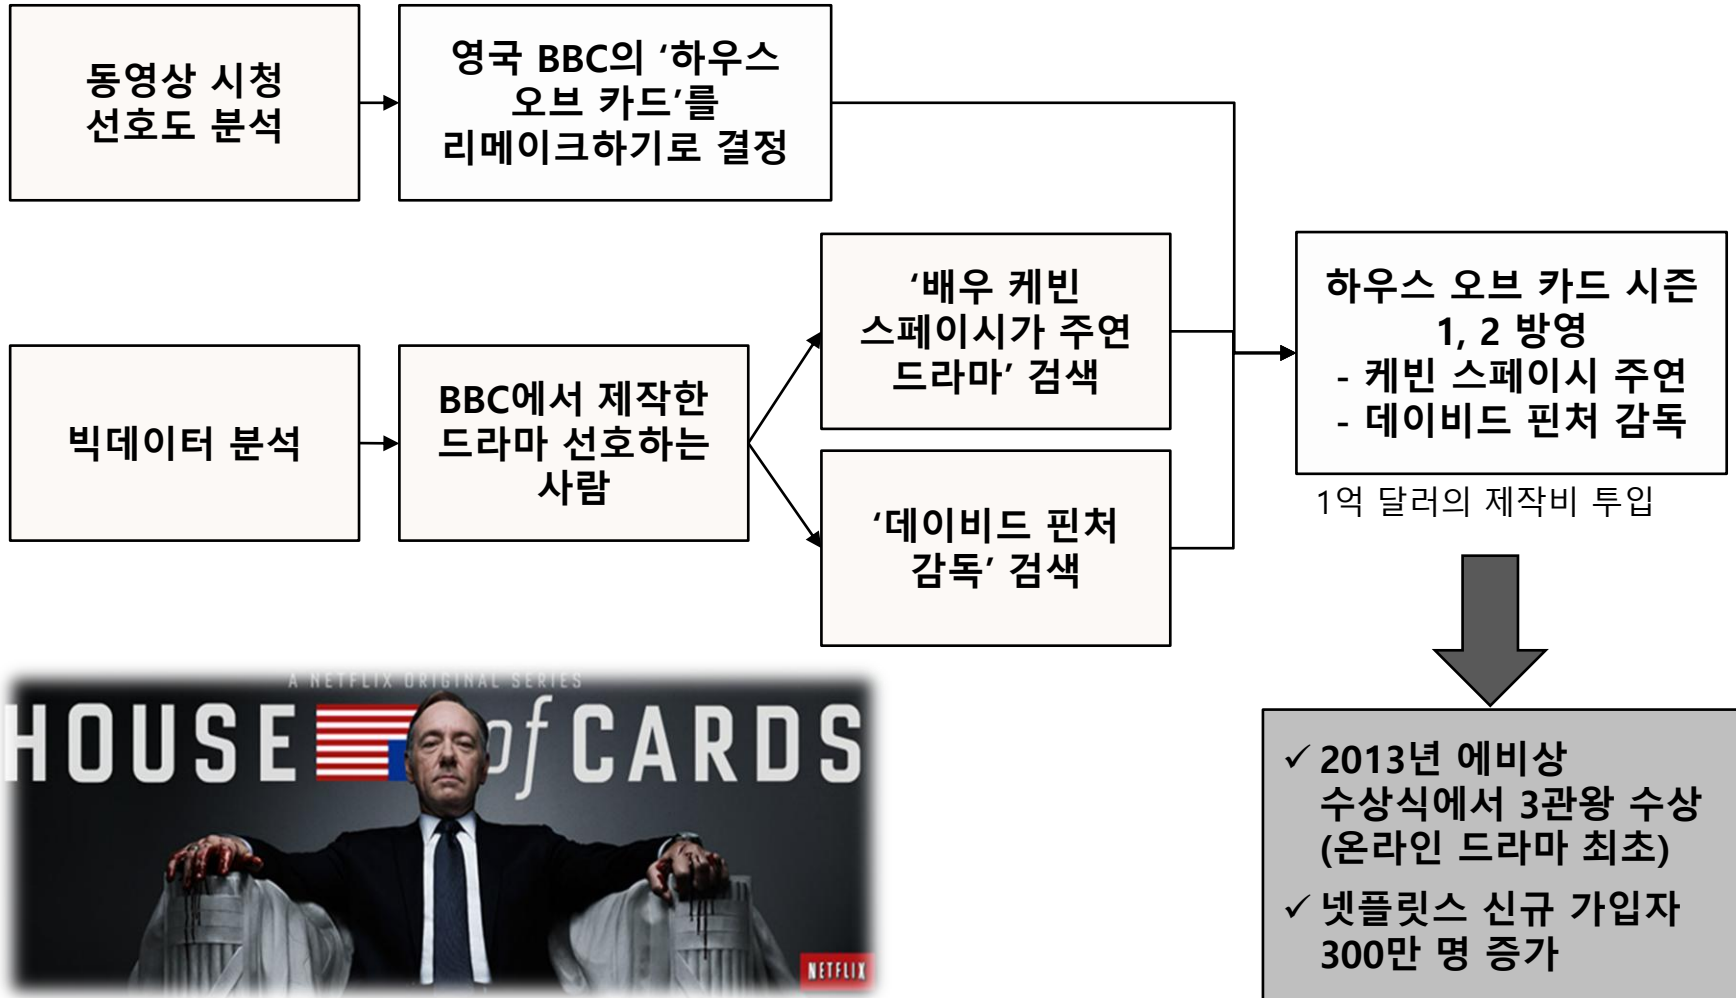 동영상 시청
선호도 분석
영국 BBC의 ‘하우스
오브 카드’를
리메이크하기로 결정
빅데이터 분석
BBC에서 제작한
드라마 선호하는
사람
‘배우 케빈
스페이시가 주연
드라마’ 검색
‘데이비드 핀처
감독’ 검색
하우스 오브 카드 시즌
1, 2 방영
- 케빈 스페이시 주연
- 데이비드 핀처 감독
1억 달러의 제작비 투입
✓ 2013년 에비상
수상식에서 3관왕 수상
(온라인 드라마 최초)
✓ 넷플릿스 신규 가입자
300만 명 증가
A NETFLIX ORIGINAL SERIES
HOUSE of CARDS
NETFLIX